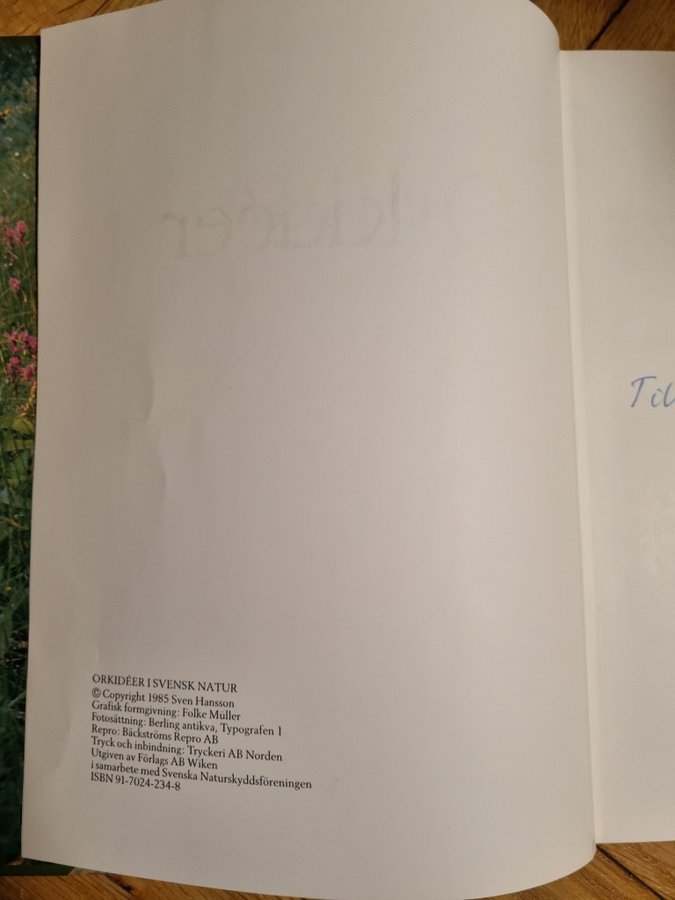 Orkidéer
Til
ORKIDÉER I SVENSK NATUR
© Copyright 1985 Sven Hansson
Grafisk formgivning: Folke Müller
Fotosättning: Berling antikva, Typografen 1
Repro: Bäckströms Repro AB
Tryck och inbindning: Tryckeri AB Norden
Utgiven av Förlags AB Wiken
i samarbete med Svenska Naturskyddsföreningen
ISBN 91-7024-234-8